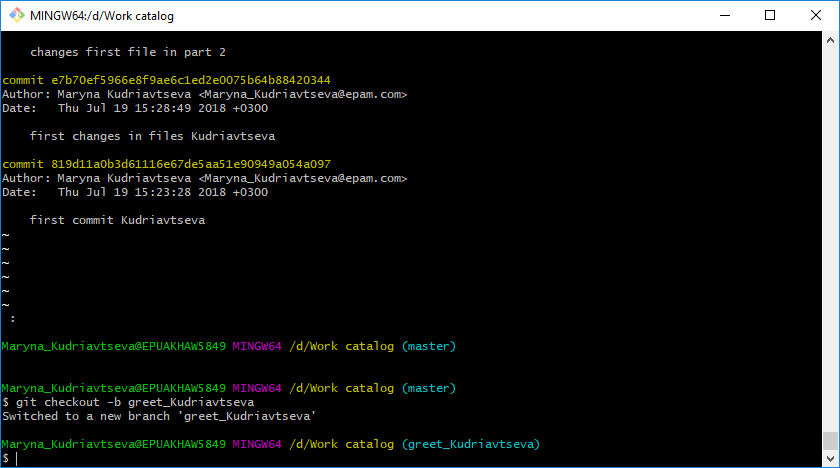 MINGW64:/d/Work catalog
changes first file in part 2
commit e7b70ef5966e8f9ae6c1ed2e0075b64b88420344
Author: Maryna Kudriavtseva <Maryna_Kudriavtseva@epam.com>
Date:   Thu Jul 19 15:28:49 2018 +0300
first changes in files Kudriavtseva
commit 819d11a0b3d61116e67de5aa51e90949a054a097
Author: Maryna Kudriavtseva <Maryna_Kudriavtseva@epam.com>
Date:   Thu Jul 19 15:23:28 2018 +0300
first commit Kudriavtseva
~
~
~
~
~
~
:
Maryna_Kudriavtseva@EPUAKHAW5849 MINGW64 /d/Work catalog (master)
Maryna_Kudriavtseva@EPUAKHAW5849 MINGW64 /d/Work catalog (master)
$ git checkout -b greet_Kudriavtseva
Switched to a new branch 'greet_Kudriavtseva'
Maryna_Kudriavtseva@EPUAKHAW5849 MINGW64 /d/Work catalog (greet_Kudriavtseva)
$